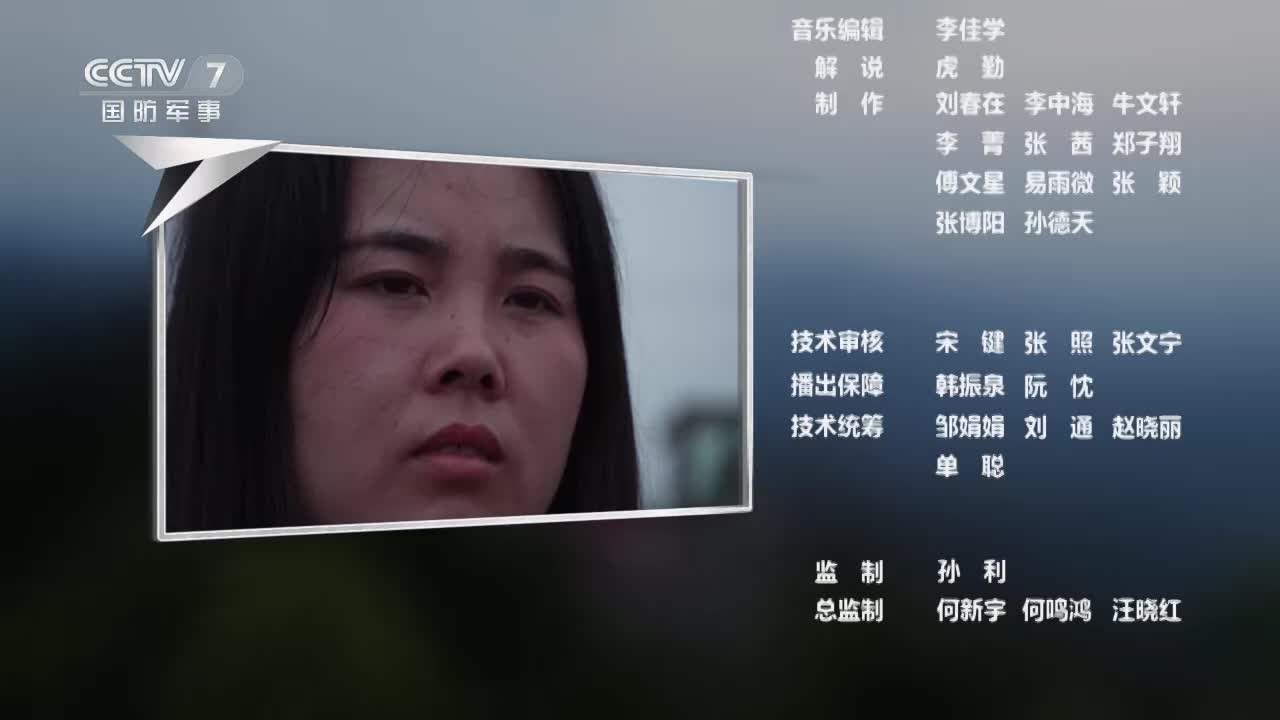 CCTV 7
国防军事
音乐编辑 李佳学
解 说 虎 勤
制 作 刘春在 李中海 牛文轩
李 菁 张 茜 郑子翔
傅文星 易雨微 张 颖
张博阳 孙德天
技术审核 宋 键 张 照 张文宁
播出保障 韩振泉 阮 忱
技术统筹 邹娟娟 刘 通 赵晓丽
单 聪
监 制 孙 利
总监制 何新宇 何鸣鸿 汪晓红